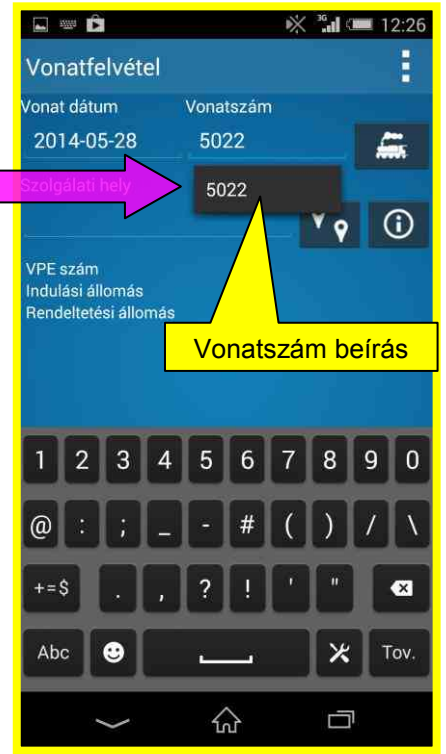 3G 12:26
Vonatfelvétel
Vonat dátum Vonatszám
2014-05-28 5022
Szolgálati hely 5022
VPE szám
Indulási állomás
Rendeltetési állomás
Vonatszám beírás
1 2 3 4 5 6 7 8 9 0
@ : ; _ - # ( ) / \
+=$ . , ? ! ' "
Abc Tov.